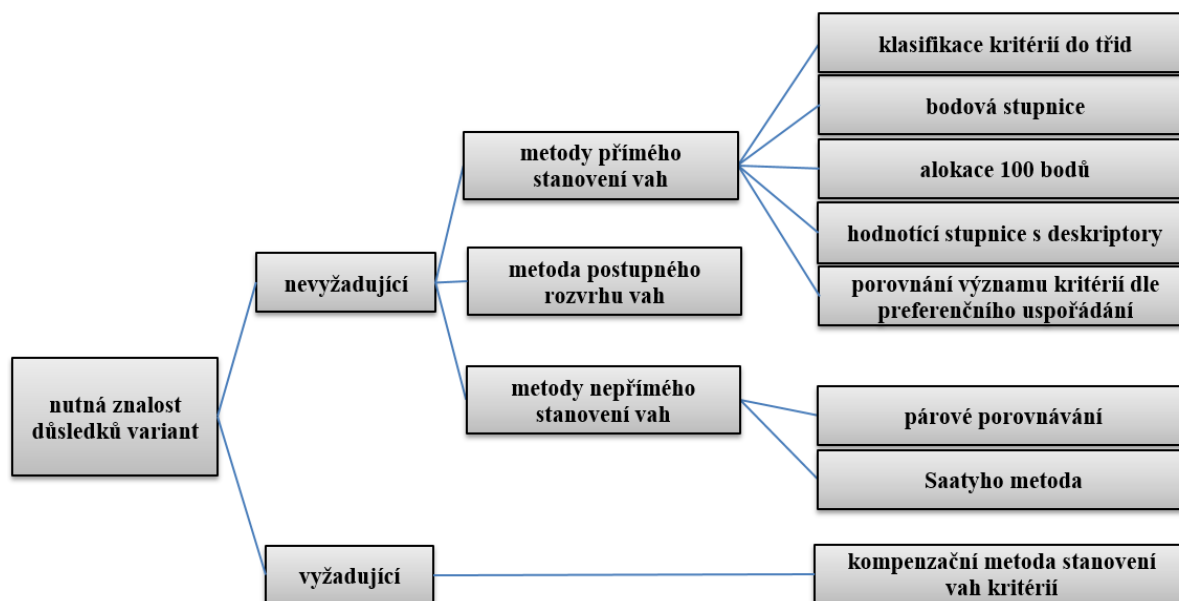 klasifikace kritérií do třid
bodová stupnice
metody přímého
stanovení vah
alokace 100 bodů
hodnotící stupnice s deskriptory
nevyžadující
metoda postupného
rozvrhu vah
porovnání významu kritérií dle
preferenčního uspořádání
nutná znalost
důsledků variant
metody nepřímého
stanovení vah
párové porovnávání
Saatyho metoda
vyžadující
kompenzační metoda stanovení
vah kritérií